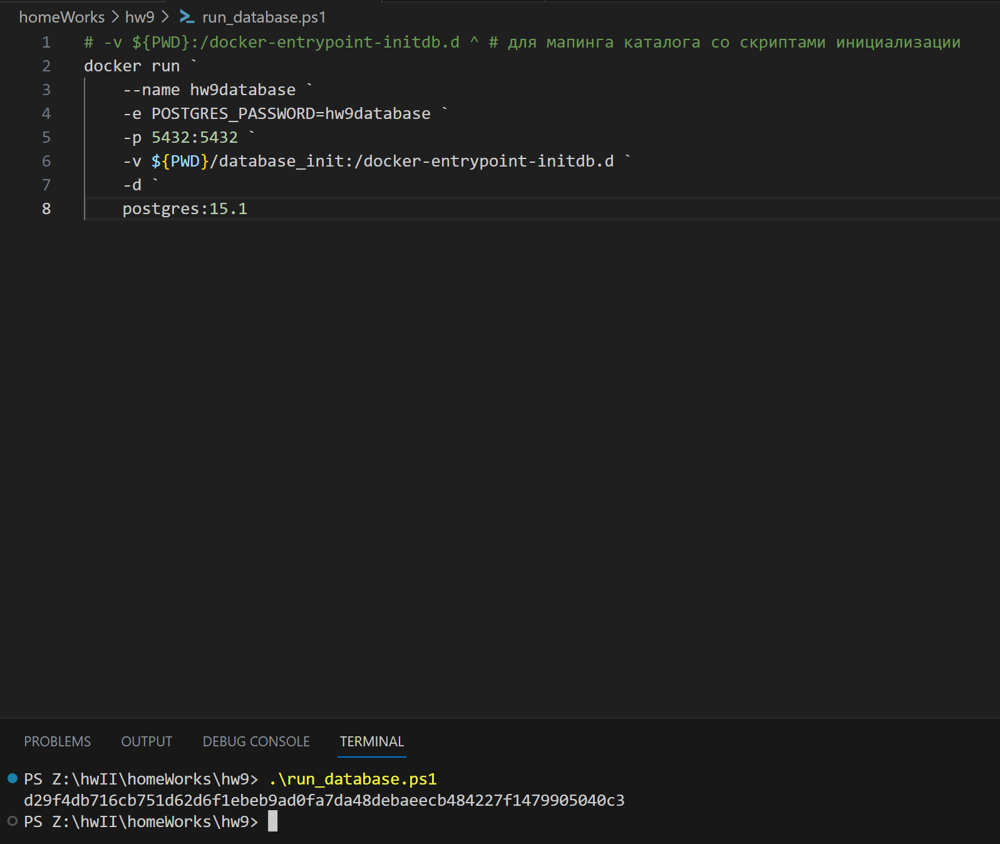 homeWorks > hw9 > run_database.ps1
1 # -v ${PWD}:/docker-entrypoint-initdb.d ^ # для мапинга каталога со скриптами инициализации
2 docker run `
3     --name hw9database `
4     -e POSTGRES_PASSWORD=hw9database `
5     -p 5432:5432 `
6     -v ${PWD}/database_init:/docker-entrypoint-initdb.d `
7     -d `
8     postgres:15.1
PROBLEMS OUTPUT DEBUG CONSOLE TERMINAL
PS Z:\hwII\homeWorks\hw9> .\run_database.ps1
d29f4db716cb751d62d6f1ebeb9ad0fa7da48debaeecb484227f1479905040c3
PS Z:\hwII\homeWorks\hw9>